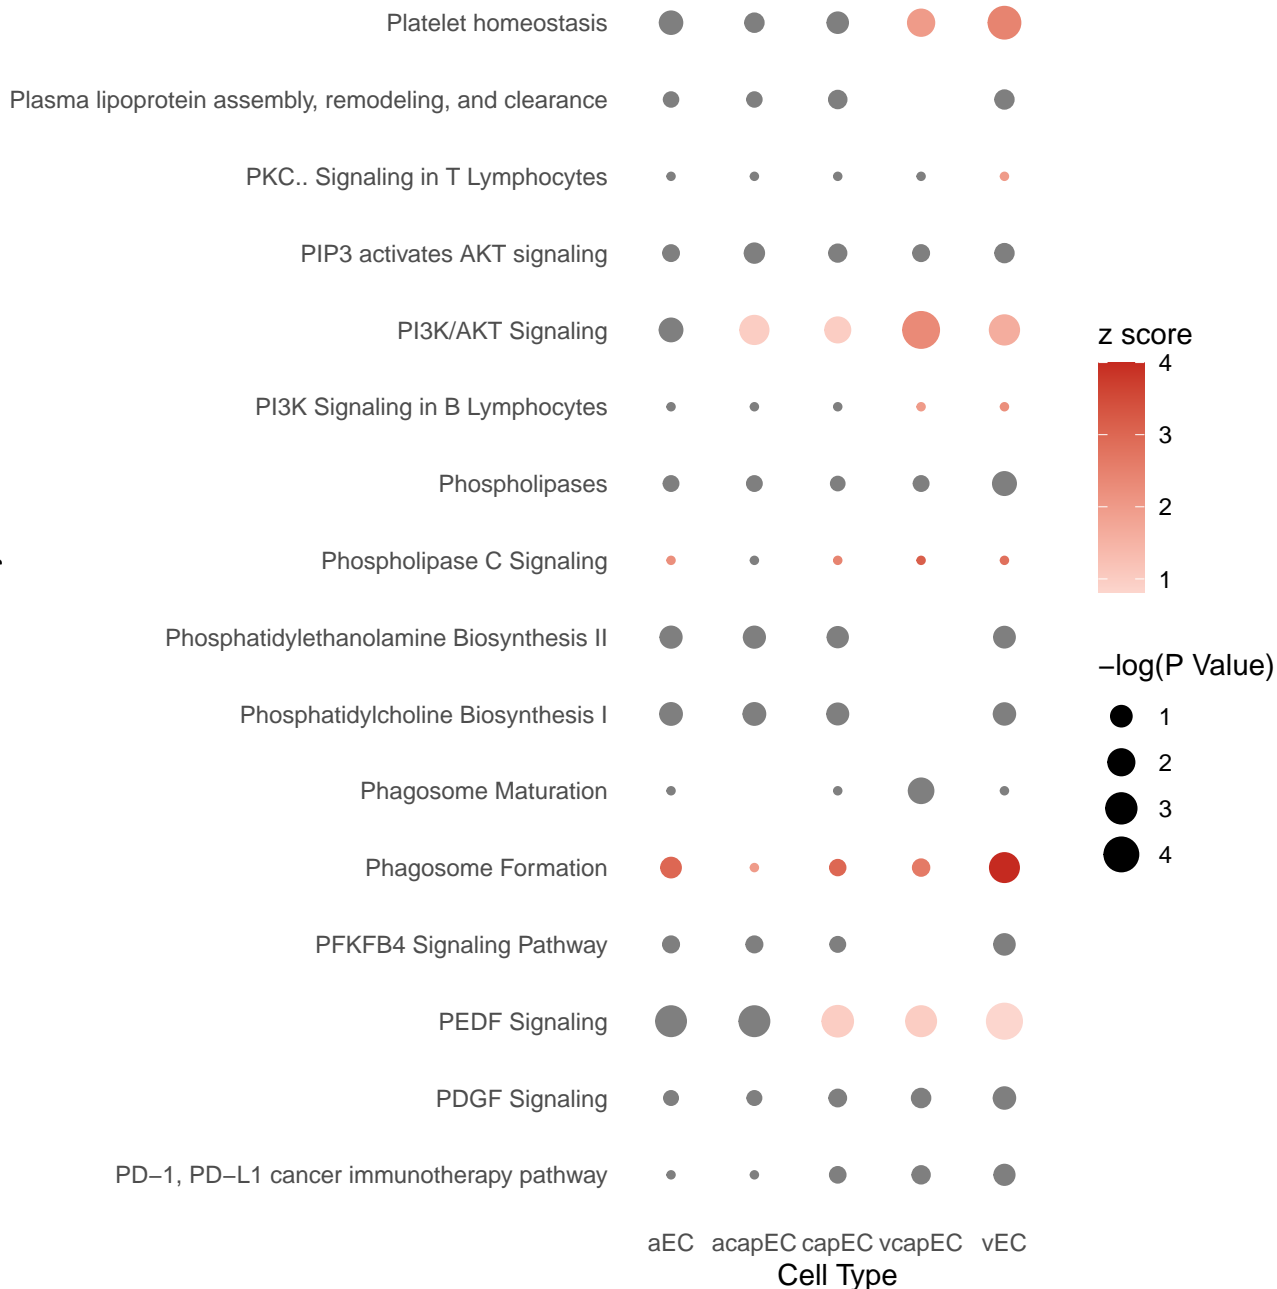 Platelet homeostasis
Plasma lipoprotein assembly, remodeling, and clearance
PKC.. Signaling in T Lymphocytes
PIP3 activates AKT signaling
PI3K/AKT Signaling
PI3K Signaling in B Lymphocytes
Phospholipases
Phospholipase C Signaling
Phosphatidylethanolamine Biosynthesis II
Phosphatidylcholine Biosynthesis I
Phagosome Maturation
Phagosome Formation
PFKFB4 Signaling Pathway
PEDF Signaling
PDGF Signaling
PD−1, PD−L1 cancer immunotherapy pathway
aEC acapEC capEC vcapEC vEC
Cell Type
z score
4
3
2
1
−log(P Value)
1
2
3
4